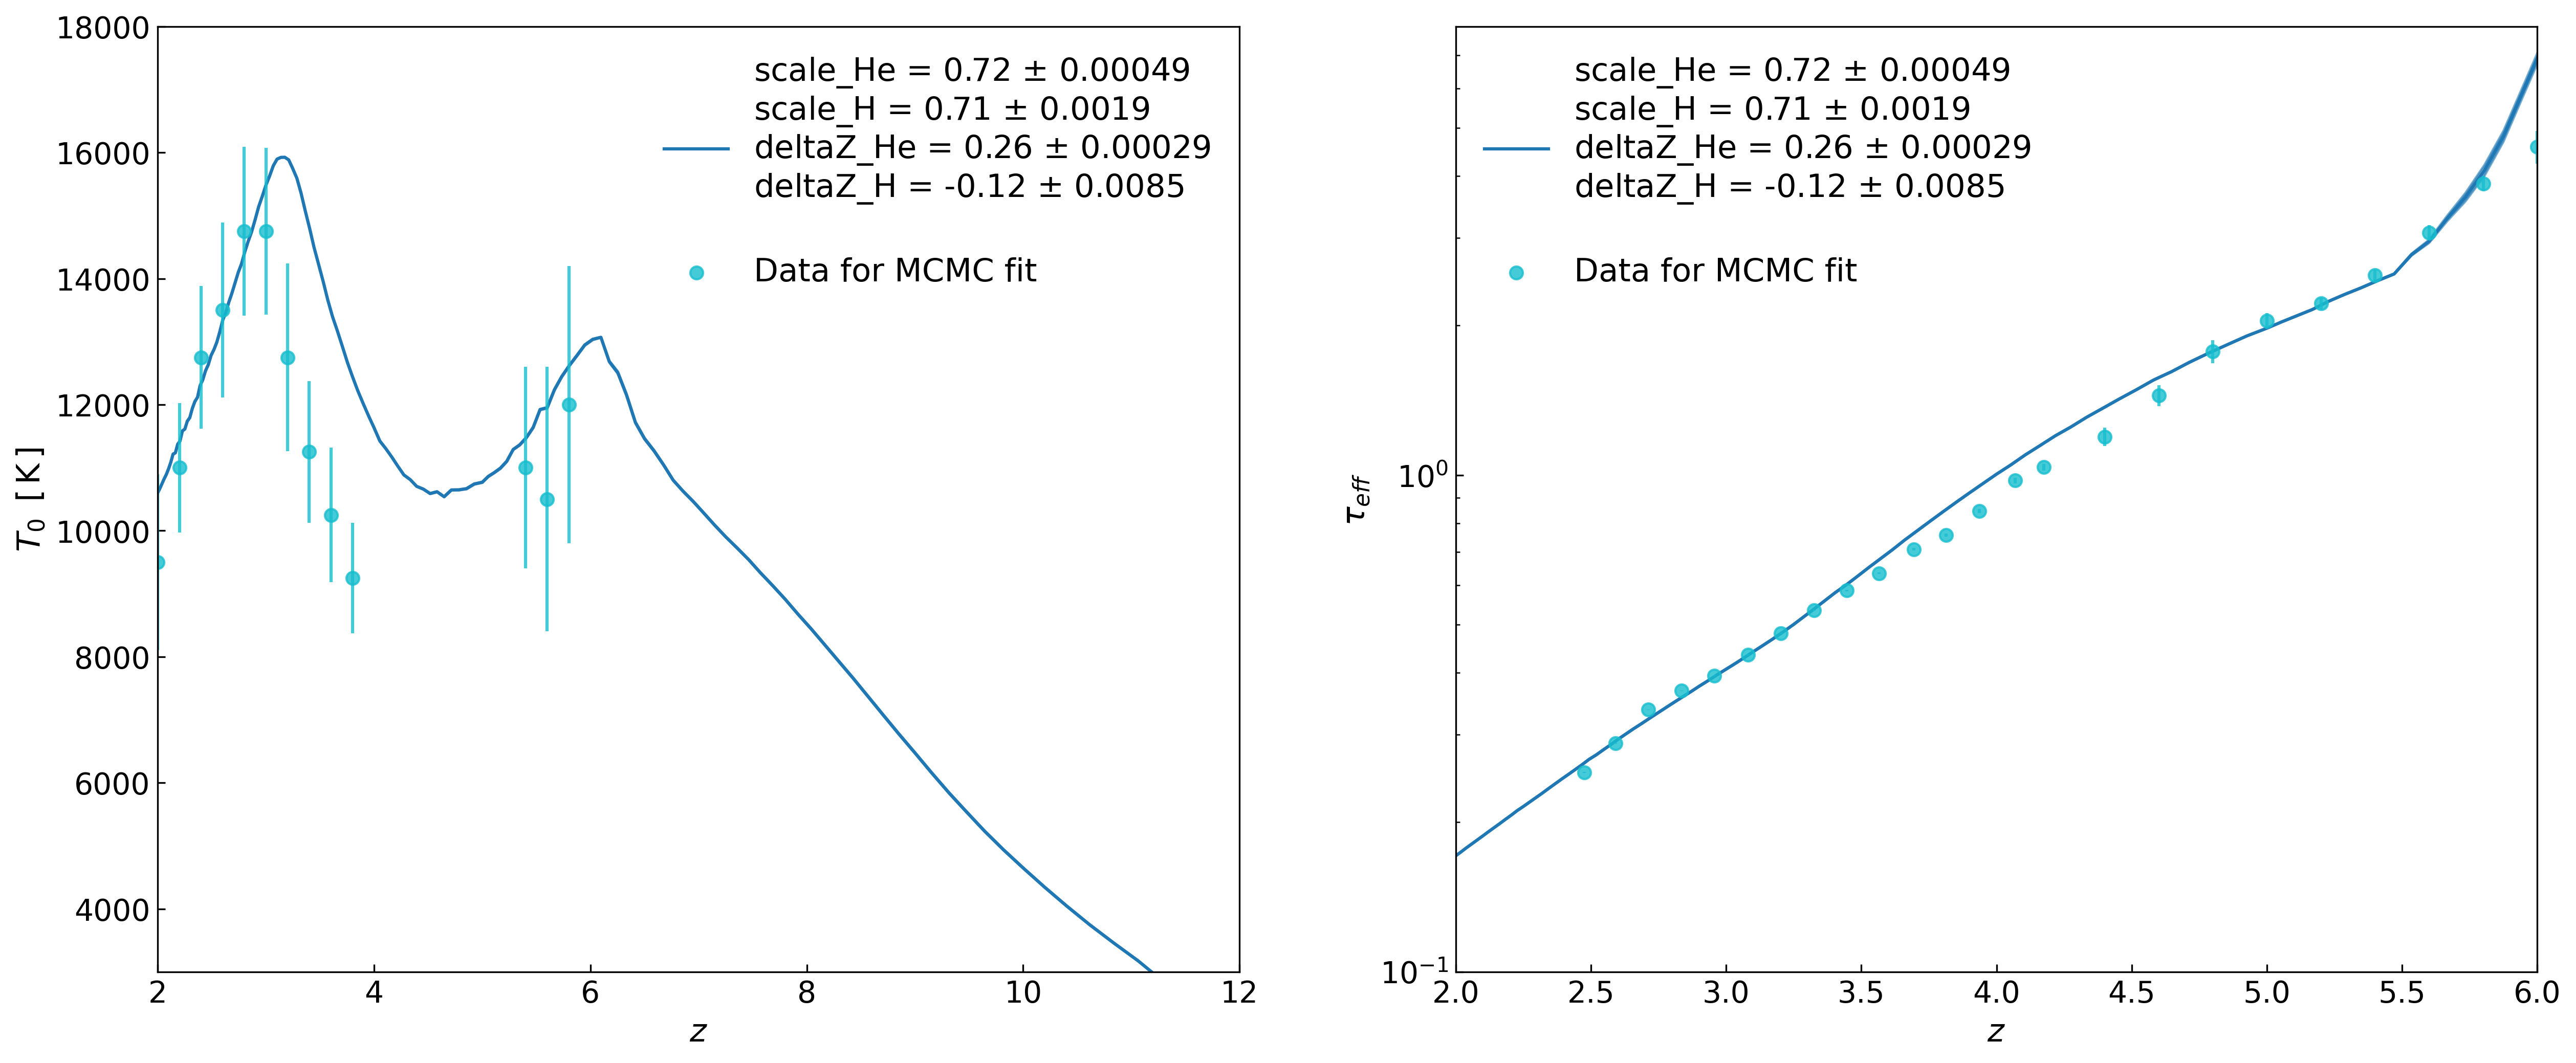 18000
16000
14000
12000
10000
8000
6000
4000
T₀ [ K ]
2 4 6 8 10 12
z
scale_He = 0.72 ± 0.00049
scale_H = 0.71 ± 0.0019
deltaZ_He = 0.26 ± 0.00029
deltaZ_H = -0.12 ± 0.0085
Data for MCMC fit
10⁰
10⁻¹
τ_eff
2.0 2.5 3.0 3.5 4.0 4.5 5.0 5.5 6.0
z
scale_He = 0.72 ± 0.00049
scale_H = 0.71 ± 0.0019
deltaZ_He = 0.26 ± 0.00029
deltaZ_H = -0.12 ± 0.0085
Data for MCMC fit